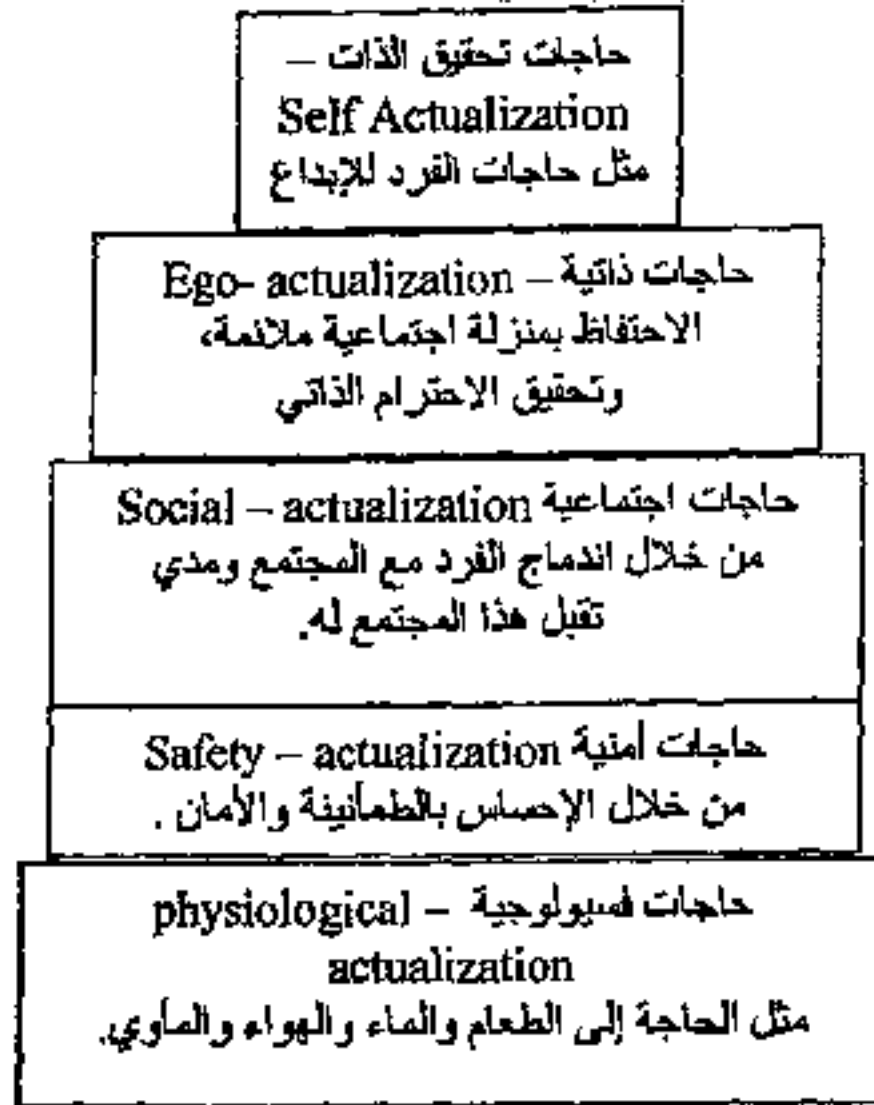 حاجات تحقيق الذات –
Self Actualization
مثل حاجات الفرد للإبداع
حاجات ذاتية – Ego- actualization
الاحتفاظ بمنزلة اجتماعية ملائمة،
وتحقيق الاحترام الذاتي
حاجات اجتماعية Social – actualization
من خلال اندماج الفرد مع المجتمع ومدي
تقبل هذا المجتمع له.
حاجات أمنية Safety – actualization
من خلال الإحساس بالطمأنينة والأمان .
حاجات فسيولوجية – physiological
actualization
مثل الحاجة إلى الطعام والماء والهواء والمأوي.